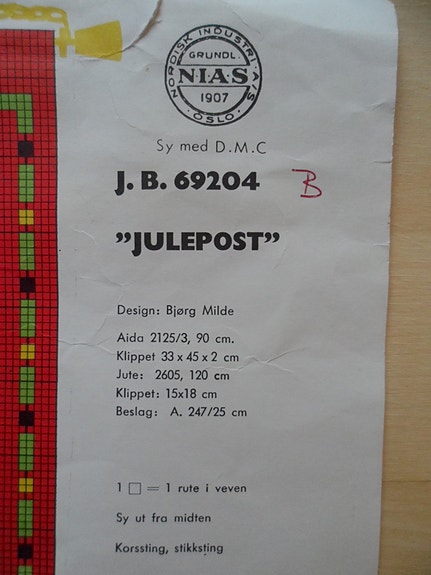 NORDISK INDUSTRI A/S
GRUNDL.
N·I·A·S
1907
·OSLO·
Sy med D.M.C
J. B. 69204 B
”JULEPOST”
Design: Bjørg Milde
Aida 2125/3, 90 cm.
Klippet 33 x 45 x 2 cm
Jute: 2605, 120 cm
Klippet: 15x18 cm
Beslag: A. 247/25 cm
1 □ = 1 rute i veven
Sy ut fra midten
Korssting, stikksting